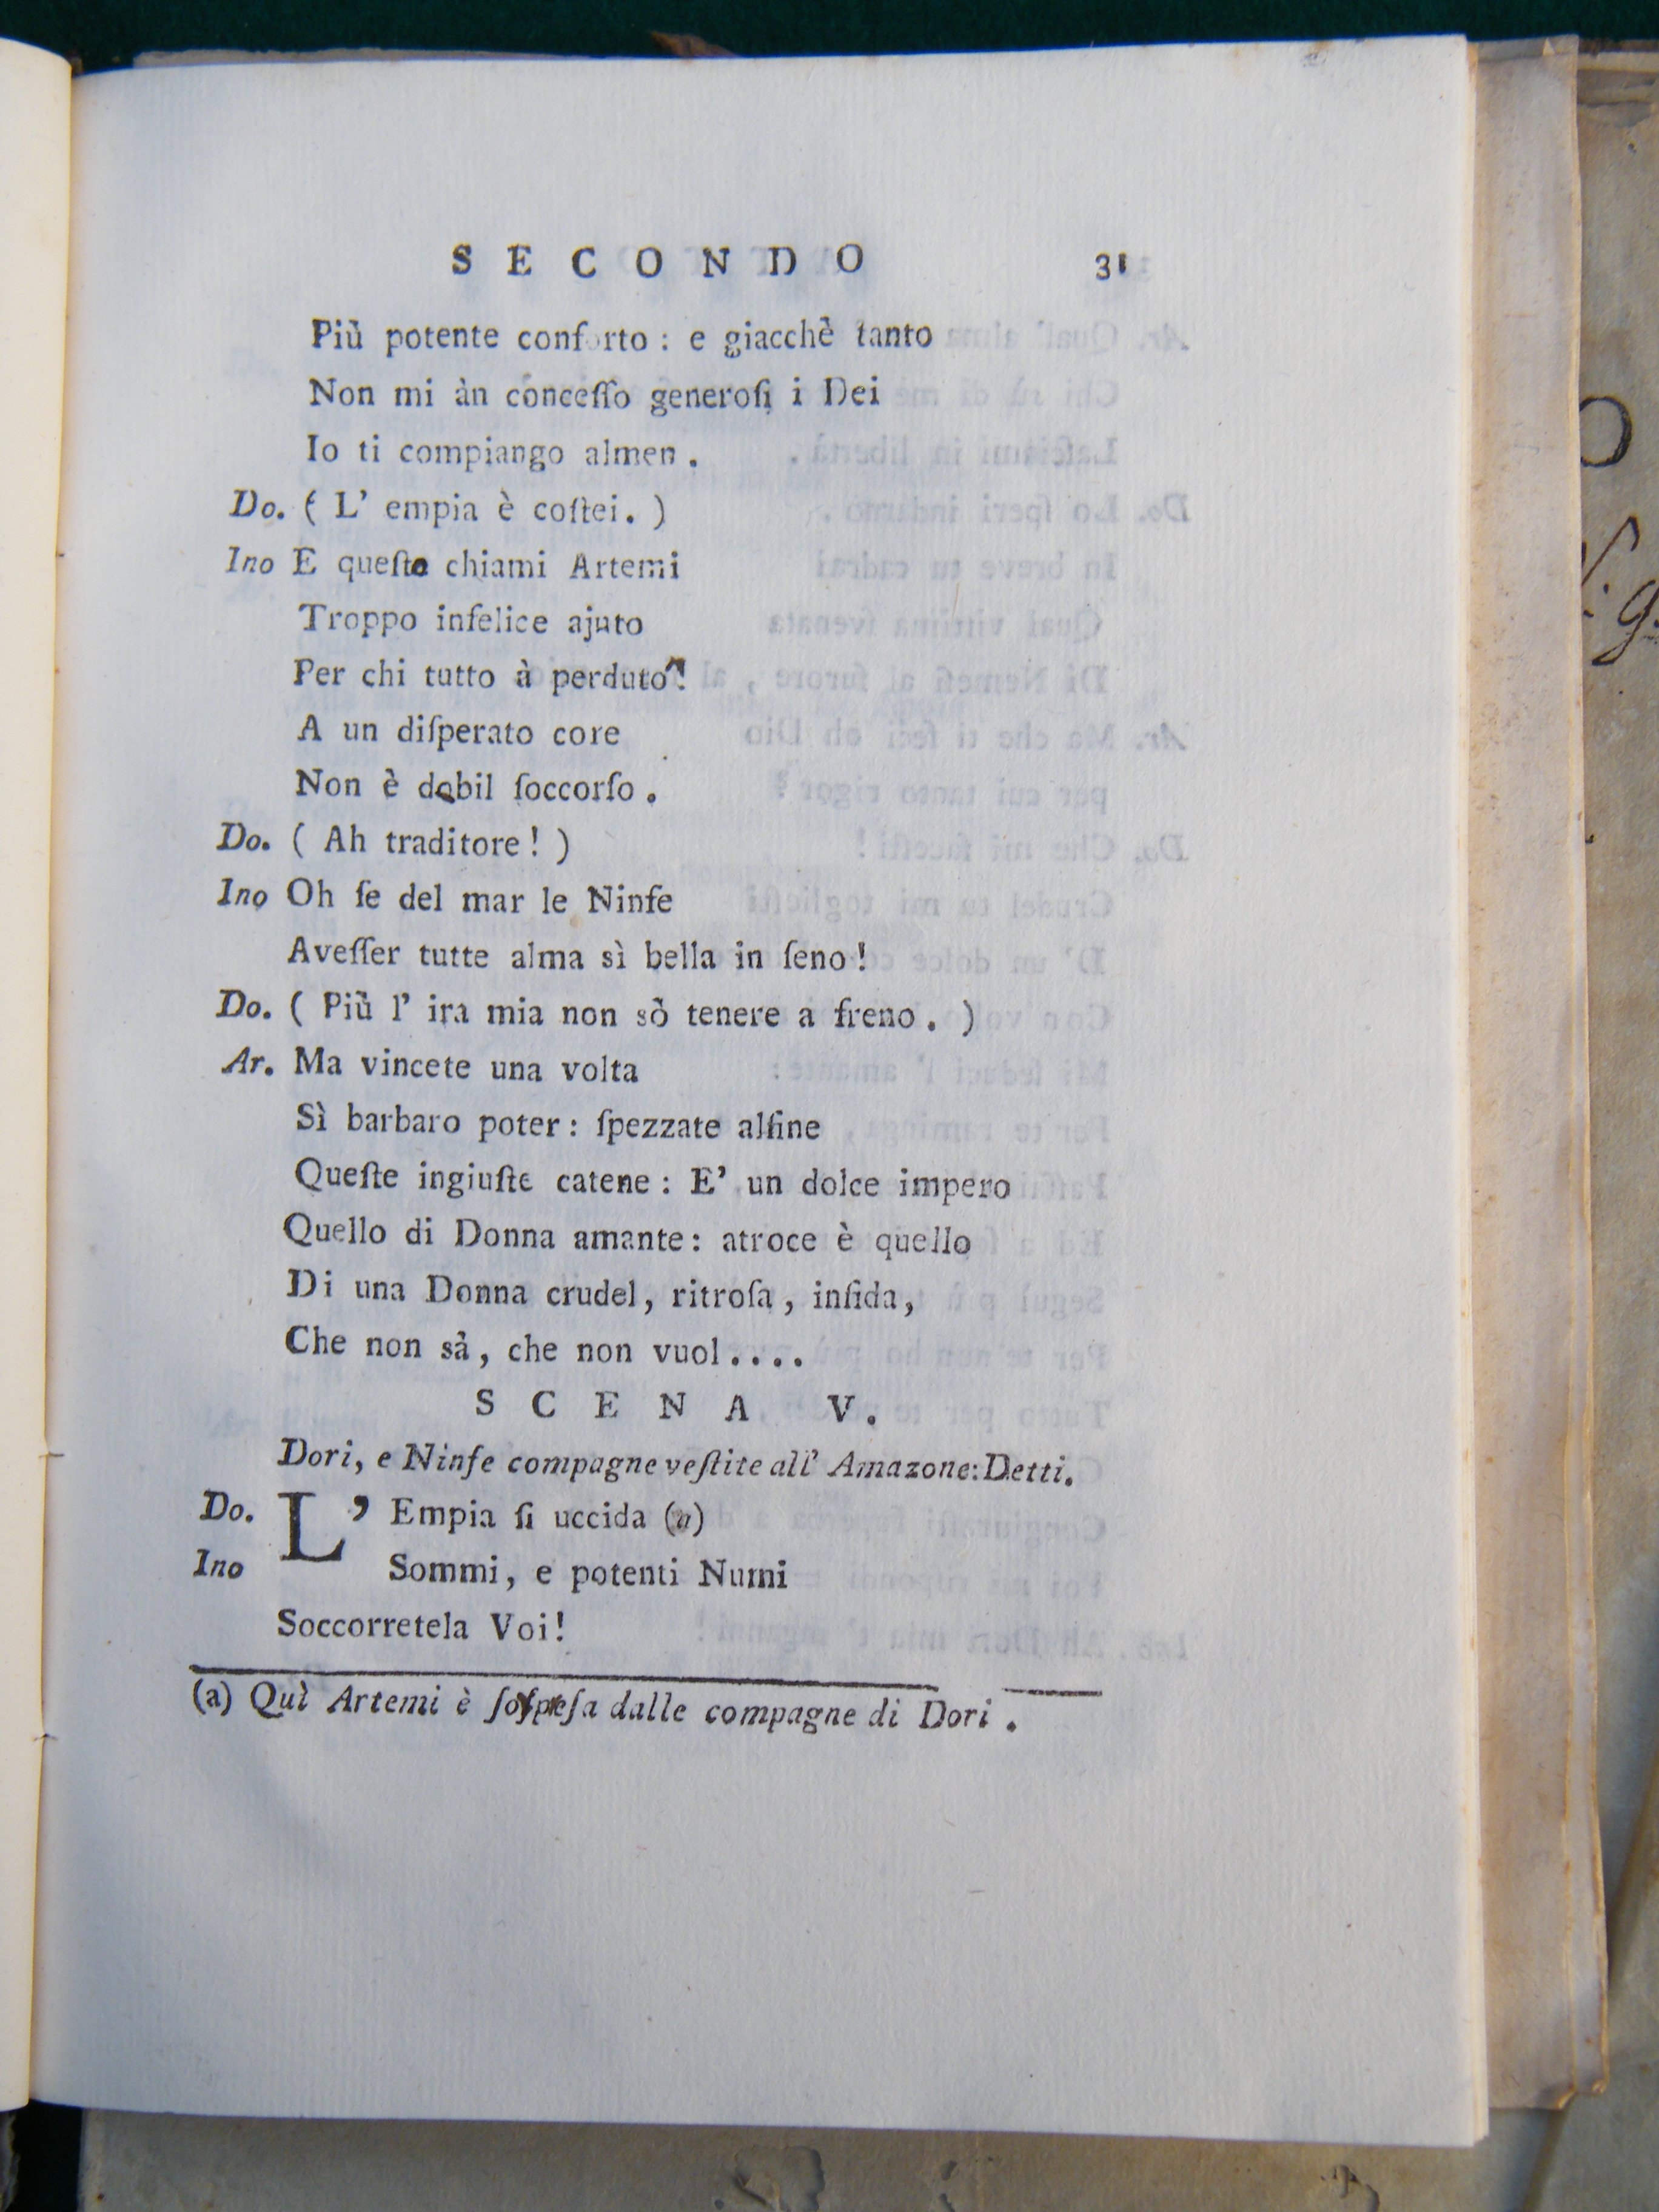 SECONDO 31
Più potente conforto : e giacchè tanto
Non mi àn conceſſo generoſi i Dei
Io ti compiango almen .
Do. ( L' empia è coſtei. )
Ino E queſto chiami Artemi
Troppo infelice ajuto
Per chi tutto à perduto!
A un diſperato core
Non è debil ſoccorſo .
Do. ( Ah traditore! )
Ino Oh ſe del mar le Ninfe
Aveſſer tutte alma sì bella in ſeno!
Do. ( Più l' ira mia non sò tenere a freno . )
Ar. Ma vincete una volta
Sì barbaro poter: ſpezzate alfine
Queſte ingiuſte catene : E' un dolce impero
Quello di Donna amante: atroce è quello
Di una Donna crudel, ritroſa, infida,
Che non sà, che non vuol....
SCENA V.
Dori, e Ninfe compagne veſtite all' Amazone: Detti.
Do. L' Empia ſi uccida (a)
Ino Sommi, e potenti Numi
Soccorretela Voi!
(a) Quì Artemi è ſoſpeſa dalle compagne di Dori .